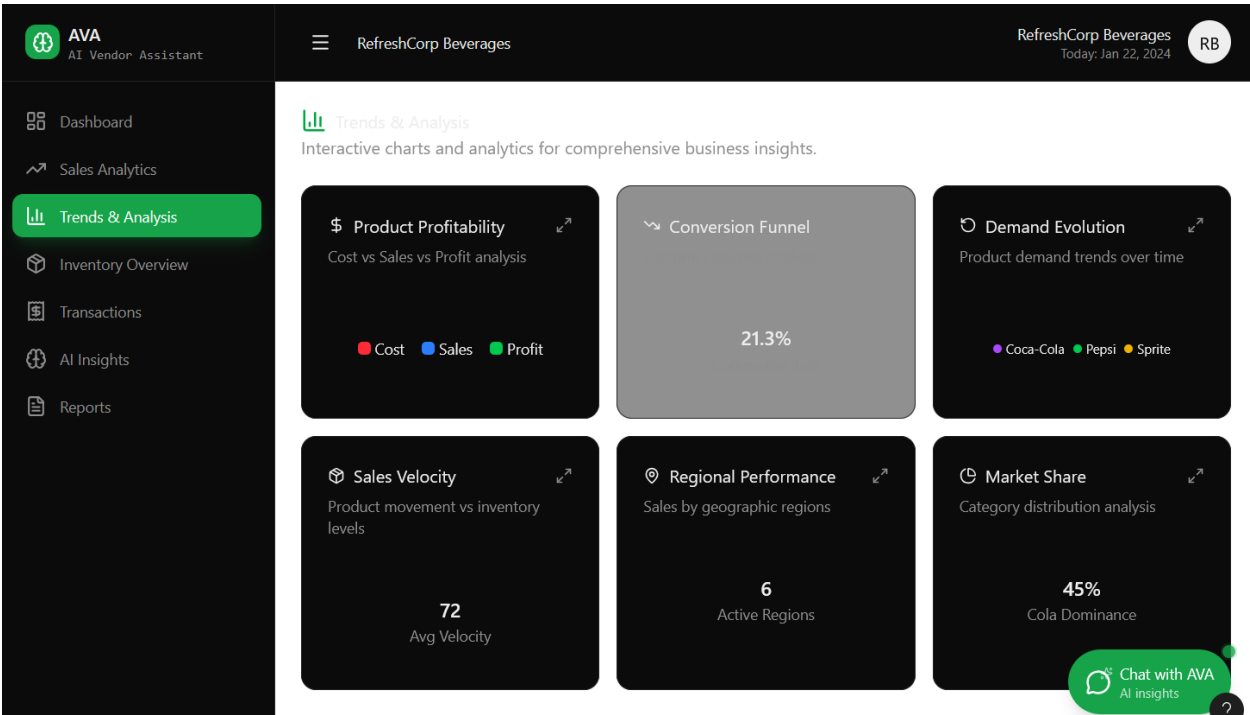 AVA
AI Vendor Assistant
RefreshCorp Beverages
RefreshCorp Beverages
Today: Jan 22, 2024
RB
Dashboard
Sales Analytics
Trends & Analysis
Inventory Overview
Transactions
AI Insights
Reports
Trends & Analysis
Interactive charts and analytics for comprehensive business insights.
Product Profitability
Cost vs Sales vs Profit analysis
Cost Sales Profit
Conversion Funnel
21.3%
Demand Evolution
Product demand trends over time
Coca-Cola Pepsi Sprite
Sales Velocity
Product movement vs inventory
levels
72
Avg Velocity
Regional Performance
Sales by geographic regions
6
Active Regions
Market Share
Category distribution analysis
45%
Cola Dominance
Chat with AVA
AI insights
?